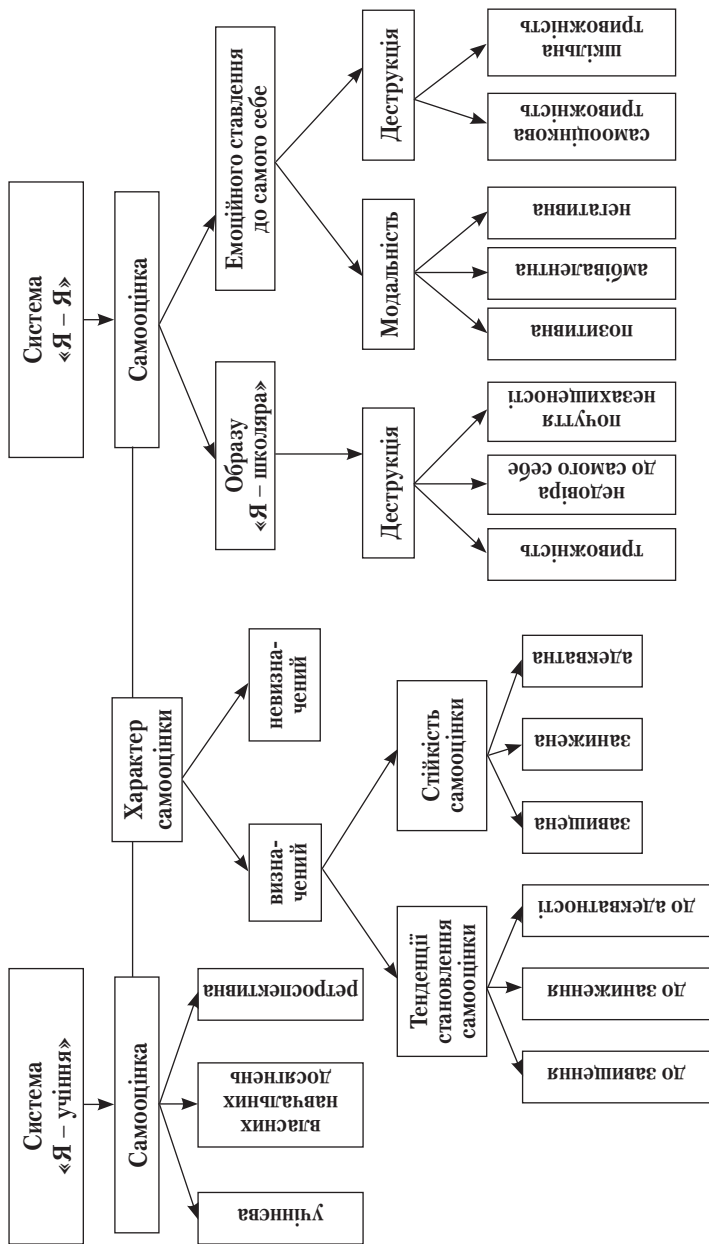 Система
«Я – учіння»
Самооцінка
учіннєва
власних
навчальних
досягнень
ретроспективна
Характер
самооцінки
визна-
чений
невизна-
чений
Тенденції
становлення
самооцінки
до завищення
до заниження
до адекватності
Стійкість
самооцінки
завищена
занижена
адекватна
Система
«Я – Я»
Самооцінка
Образу
«Я – школяра»
Деструкція
тривожність
недовіра
до самого себе
почуття
незахищеності
Емоційного ставлення
до самого себе
Модальність
позитивна
амбівалентна
негативна
Деструкція
самооцінкова
тривожність
шкільна
тривожність